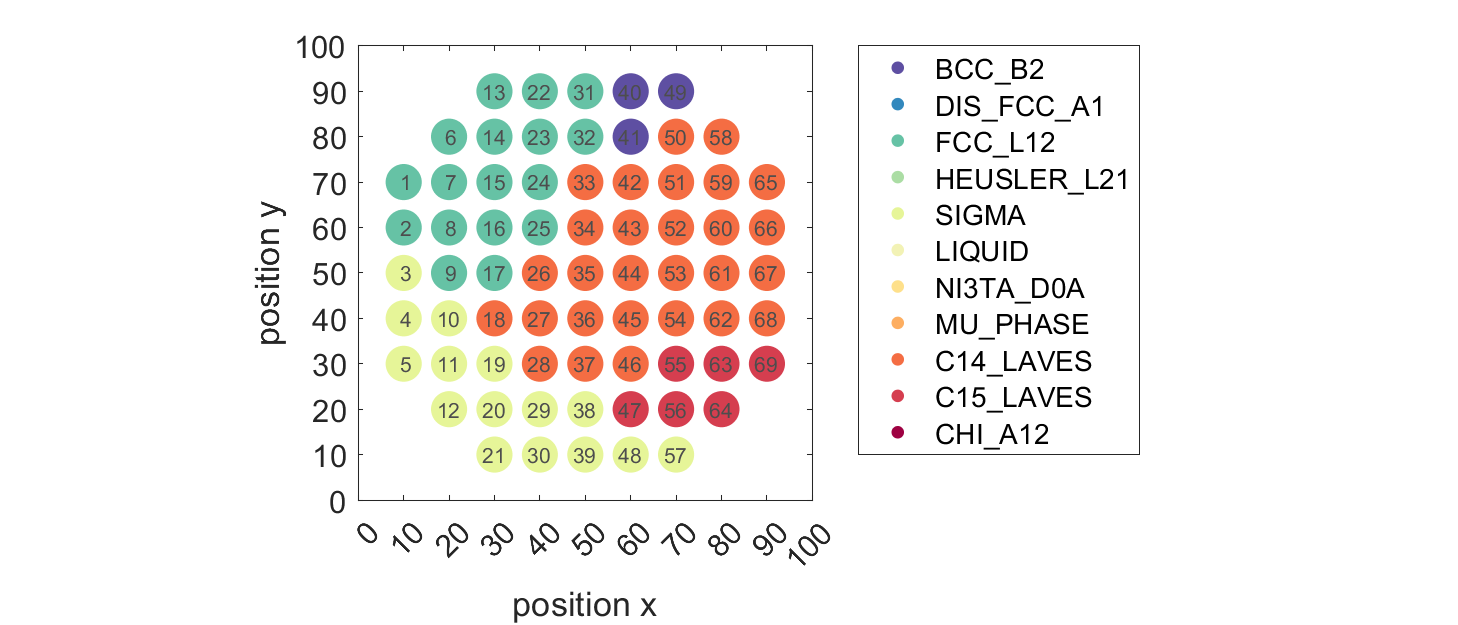 100
90
80
70
60
50
40
30
20
10
0
position y
13 22 31 40 49
6 14 23 32 41 50 58
1 7 15 24 33 42 51 59 65
2 8 16 25 34 43 52 60 66
3 9 17 26 35 44 53 61 67
4 10 18 27 36 45 54 62 68
5 11 19 28 37 46 55 63 69
12 20 29 38 47 56 64
21 30 39 48 57
0 10 20 30 40 50 60 70 80 90 100
position x
BCC_B2
DIS_FCC_A1
FCC_L12
HEUSLER_L21
SIGMA
LIQUID
NI3TA_D0A
MU_PHASE
C14_LAVES
C15_LAVES
CHI_A12